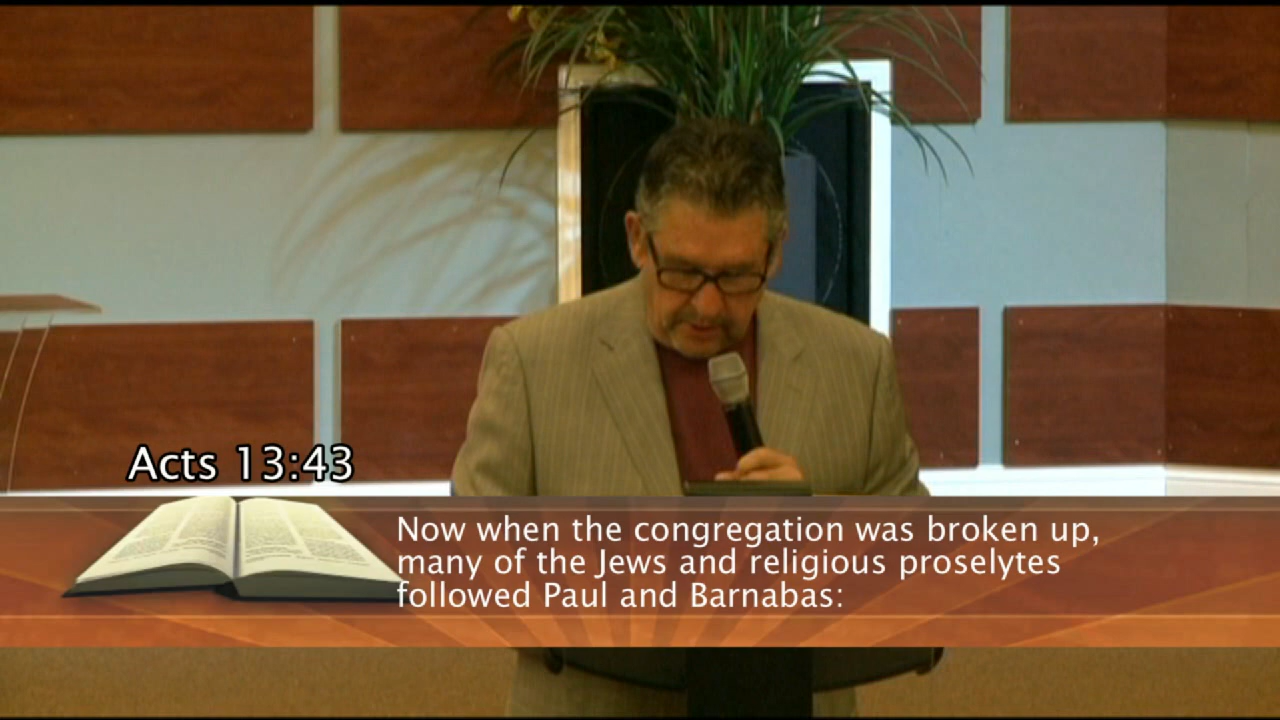 Acts 13:43
Now when the congregation was broken up,
many of the Jews and religious proselytes
followed Paul and Barnabas: